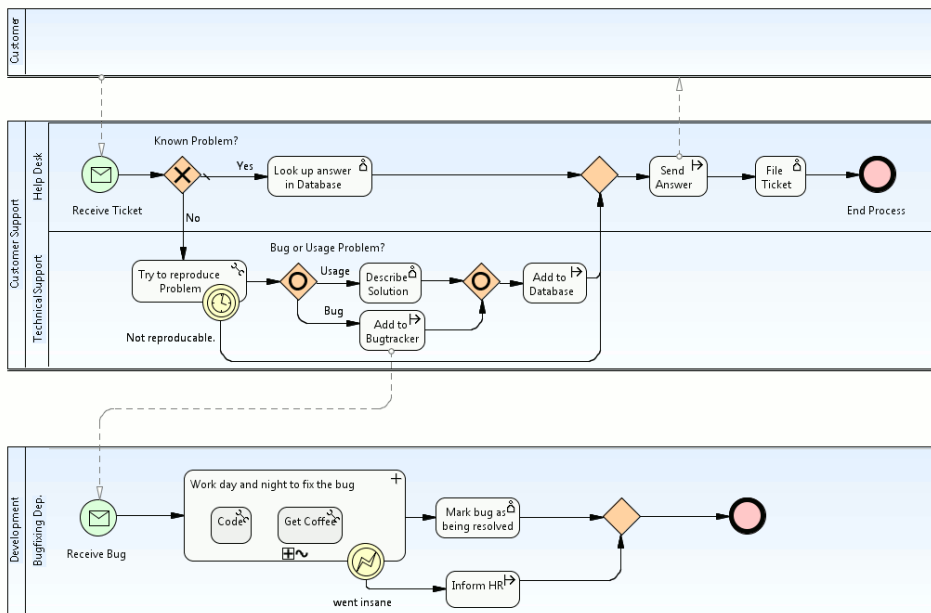 Customer
Customer Support
Help Desk
Technical Support
Known Problem?
Yes
Look up answer
in Database
Send
Answer
File
Ticket
Receive Ticket
End Process
No
Bug or Usage Problem?
Try to reproduce
Problem
Usage
Describe
Solution
Add to
Database
Bug
Add to
Bugtracker
Not reproducable.
Development
Bugfixing Dep.
Work day and night to fix the bug
Code
Get Coffee
Mark bug as
being resolved
Receive Bug
Inform HR
went insane